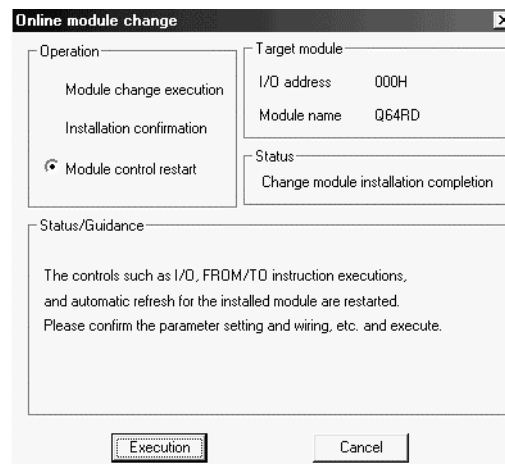 Online module change
Operation
Module change execution
Installation confirmation
Module control restart
Target module
I/O address 000H
Module name Q64RD
Status
Change module installation completion
Status/Guidance
The controls such as I/O, FROM/TO instruction executions,
and automatic refresh for the installed module are restarted.
Please confirm the parameter setting and wiring, etc. and execute.
Execution
Cancel